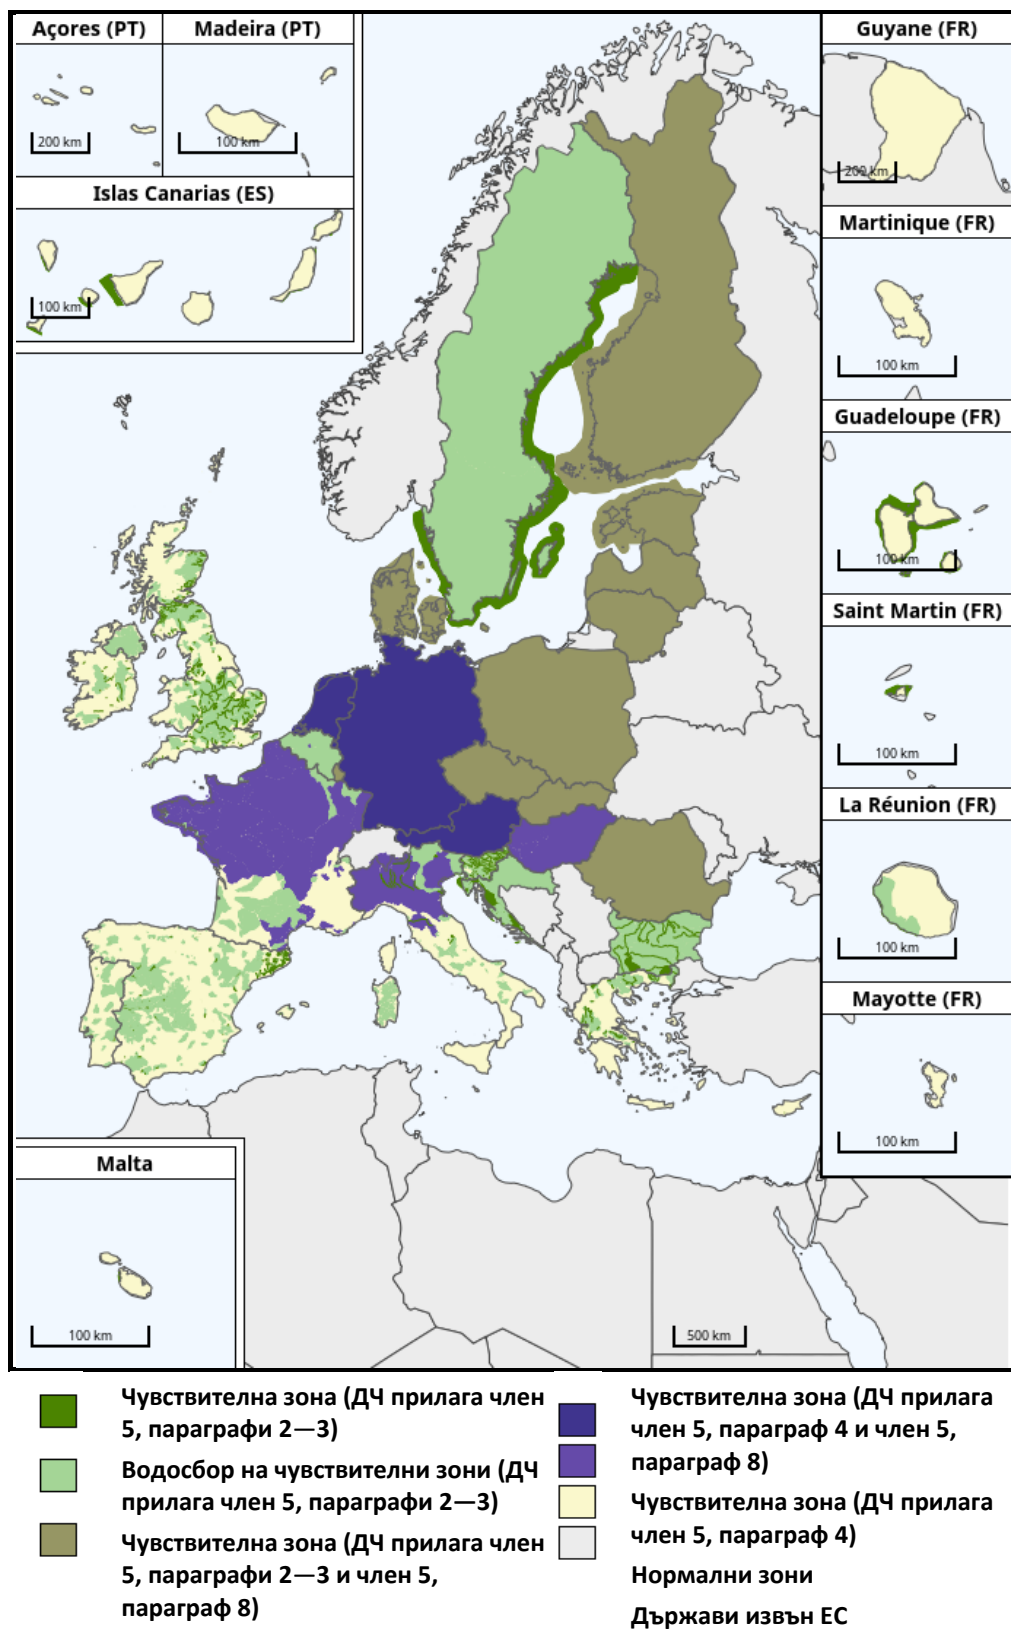 Açores (PT)
Madeira (PT)
200 km
100 km
Islas Canarias (ES)
100 km
Guyane (FR)
200 km
Martinique (FR)
100 km
Guadeloupe (FR)
100 km
Saint Martin (FR)
100 km
La Réunion (FR)
100 km
Mayotte (FR)
100 km
Malta
100 km
500 km
Чувствителна зона (ДЧ прилага член
5, параграфи 2—3)
Водосбор на чувствителни зони (ДЧ
прилага член 5, параграфи 2—3)
Чувствителна зона (ДЧ прилага член
5, параграфи 2—3 и член 5,
параграф 8)
Чувствителна зона (ДЧ прилага
член 5, параграф 4 и член 5,
параграф 8)
Чувствителна зона (ДЧ прилага
член 5, параграф 4)
Нормални зони
Държави извън ЕС